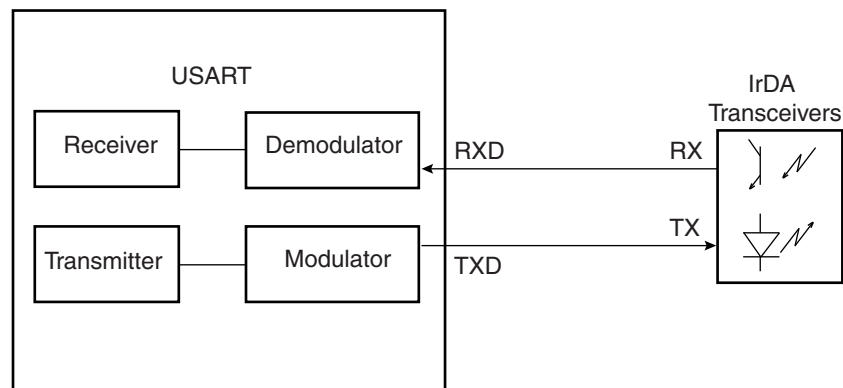 USART
IrDA
Transceivers
Receiver
Demodulator
RXD
RX
Transmitter
Modulator
TXD
TX